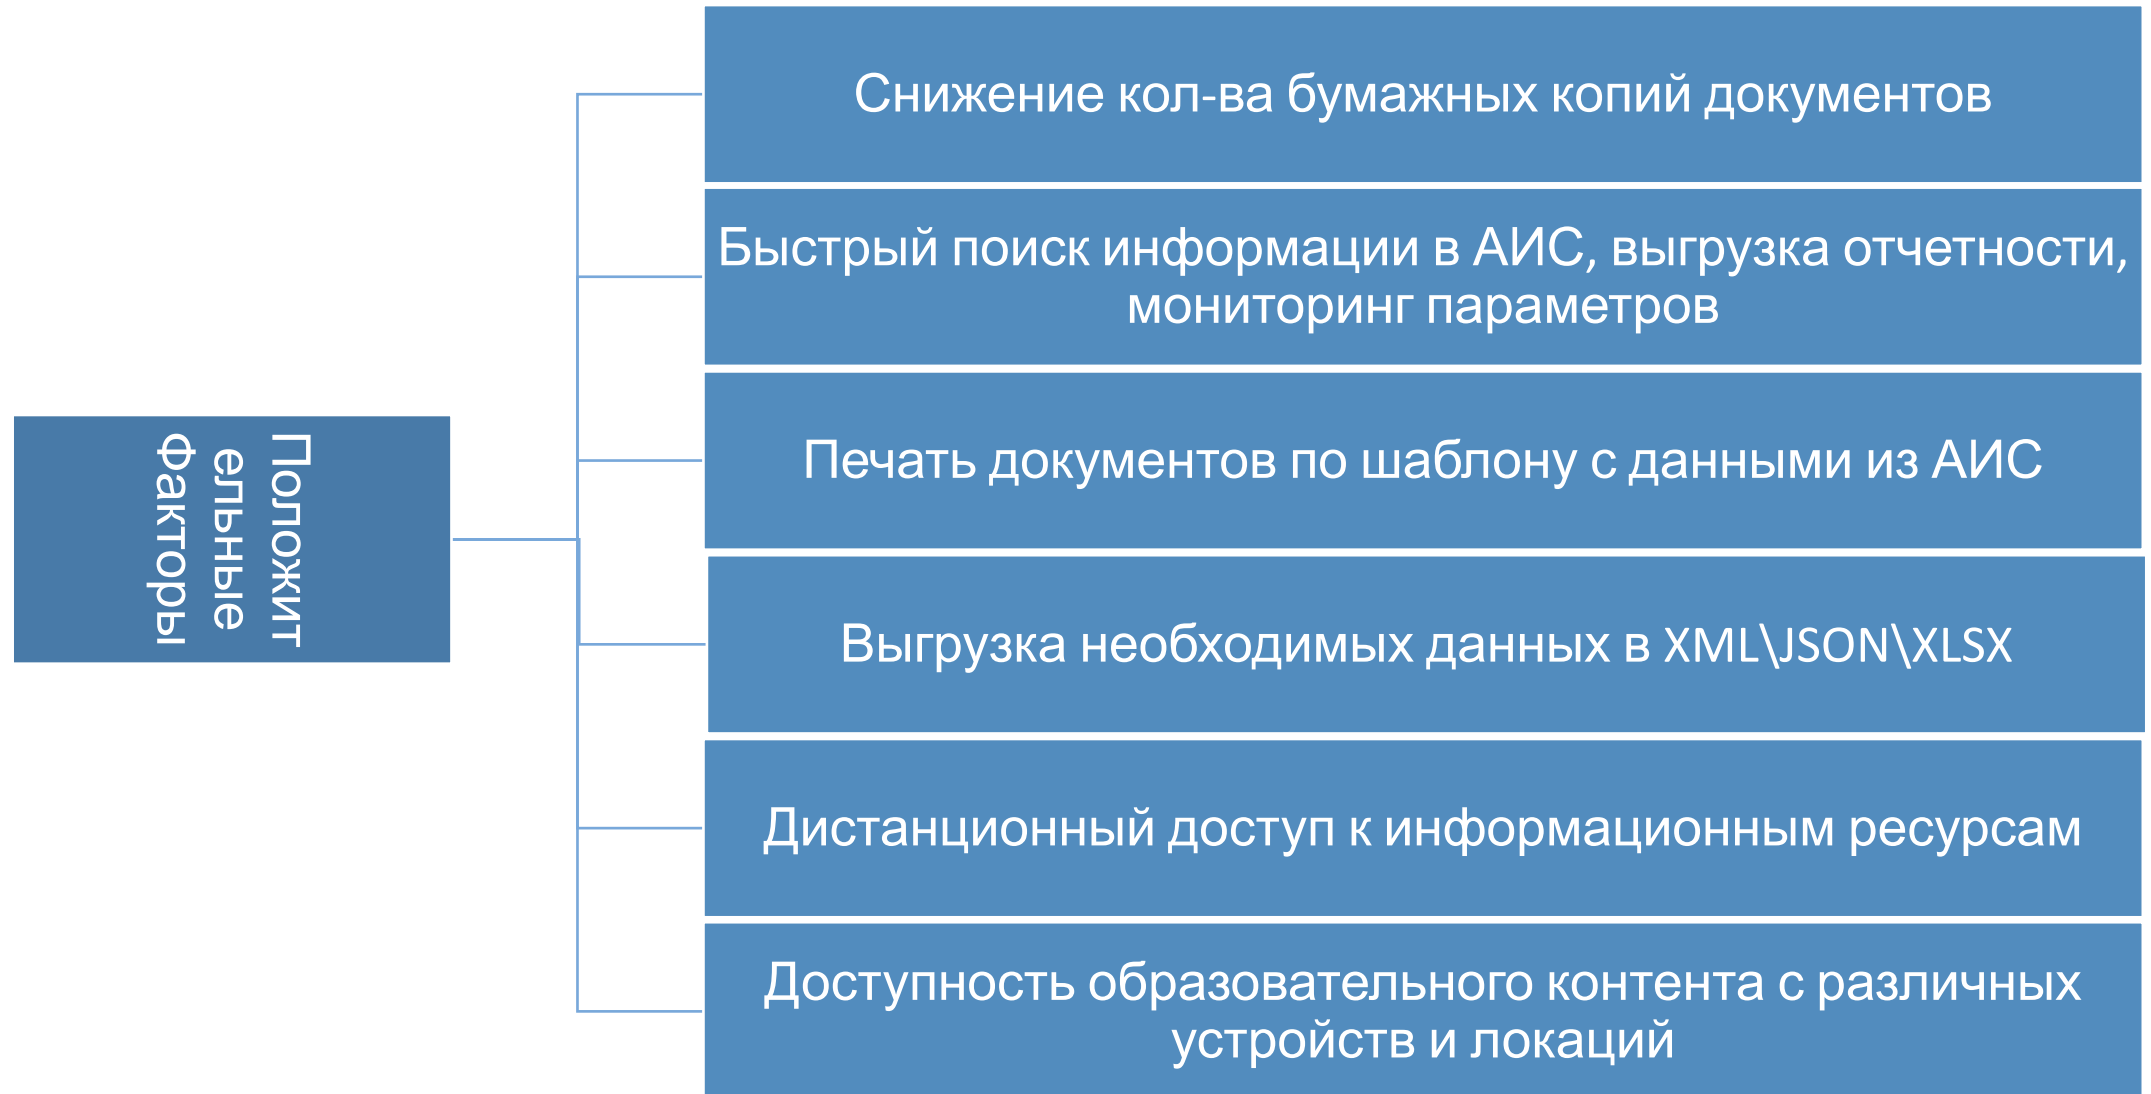 Положит
ельные
Факторы
Снижение кол-ва бумажных копий документов
Быстрый поиск информации в АИС, выгрузка отчетности,
мониторинг параметров
Печать документов по шаблону с данными из АИС
Выгрузка необходимых данных в XML\JSON\XLSX
Дистанционный доступ к информационным ресурсам
Доступность образовательного контента с различных
устройств и локаций